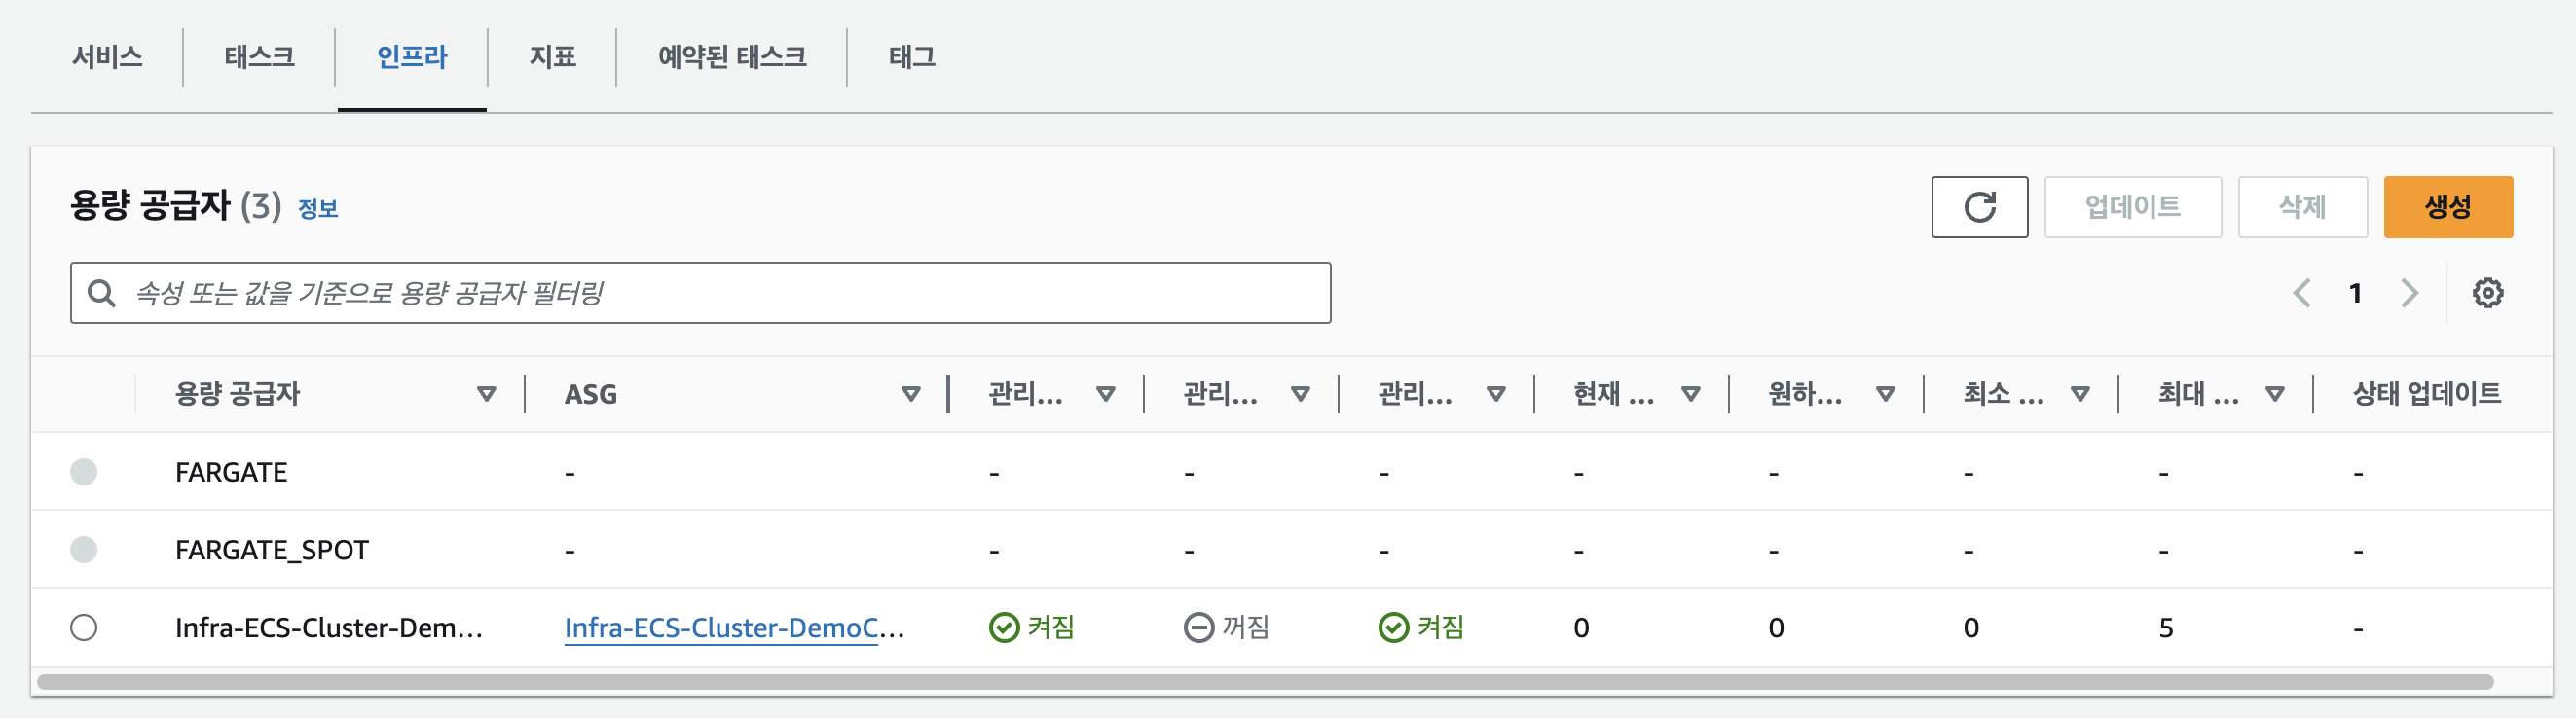 서비스 태스크 인프라 지표 예약된 태스크 태그
용량 공급자 (3) 정보 업데이트 삭제 생성
속성 또는 값을 기준으로 용량 공급자 필터링 1
용량 공급자 ASG 관리... 관리... 관리... 현재 ... 원하... 최소 ... 최대 ... 상태 업데이트
FARGATE - - - - - - - - -
FARGATE_SPOT - - - - - - - - -
Infra-ECS-Cluster-Dem... Infra-ECS-Cluster-DemoC... 켜짐 꺼짐 켜짐 0 0 0 5 -